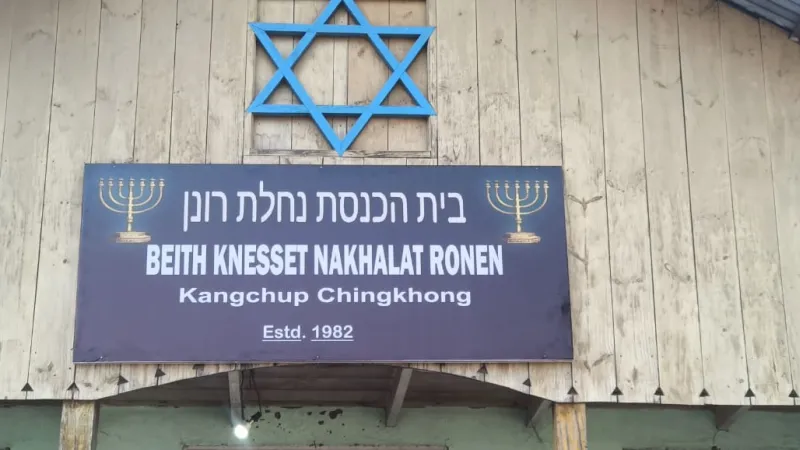 בית הכנסת נחלת רונן
BEITH KNESSET NAKHALAT RONEN
Kangchup Chingkhong
Estd. 1982